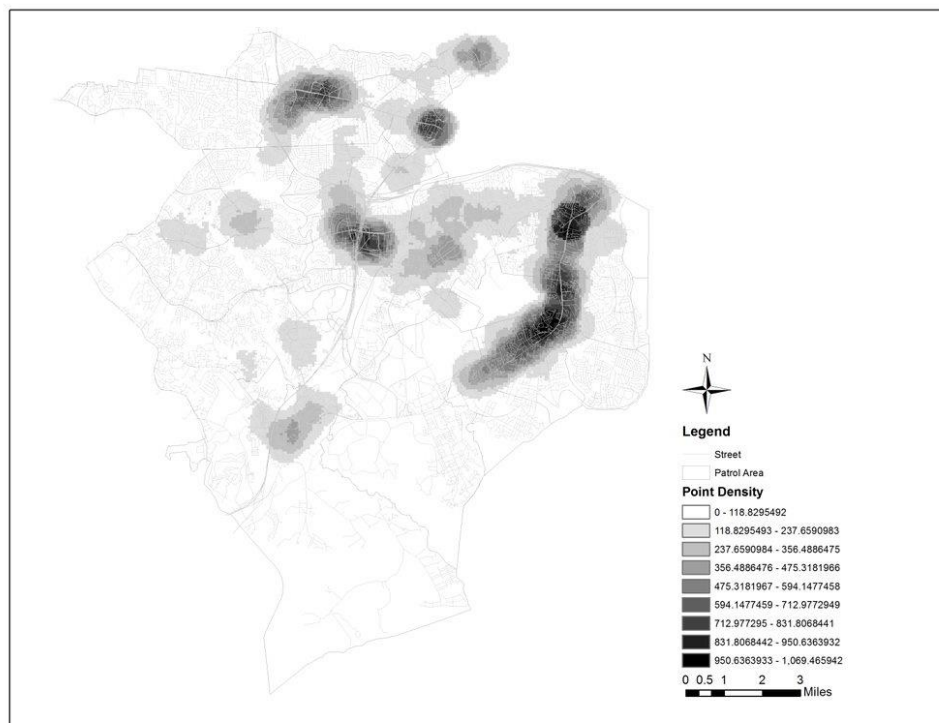 N
Legend
Street
Patrol Area
Point Density
0 - 118.8295492
118.8295493 - 237.6590983
237.6590984 - 356.4886475
356.4886476 - 475.3181966
475.3181967 - 594.1477458
594.1477459 - 712.9772949
712.977295 - 831.8068441
831.8068442 - 950.6363932
950.6363933 - 1,069.465942
0 0.5 1 2 3
Miles